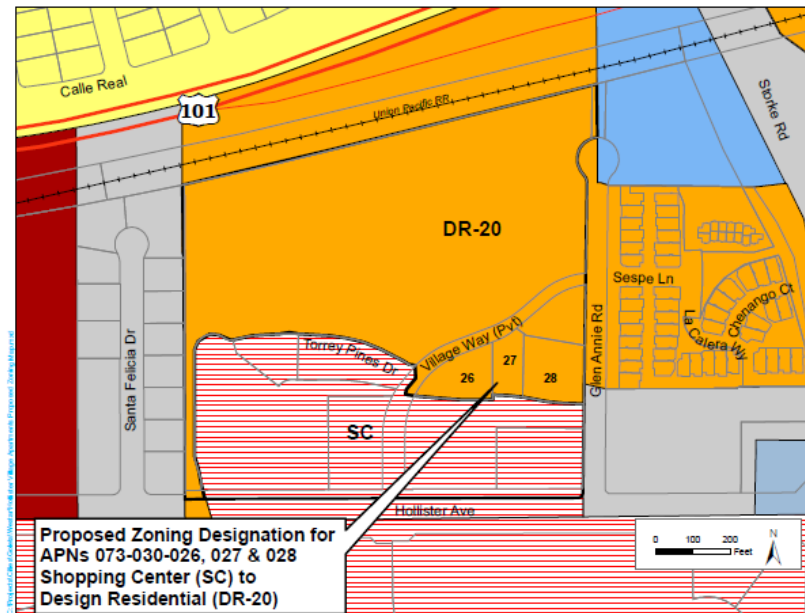 Calle Real
101
Union Pacific RR
Storke Rd
DR-20
Sespe Ln
Chenango Ct
La Calera Wy
Glen Annie Rd
Village Way (Pvt)
Torrey Pines Dr
26
27
28
Santa Felicia Dr
SC
Hollister Ave
Proposed Zoning Designation for
APNs 073-030-026, 027 & 028
Shopping Center (SC) to
Design Residential (DR-20)
0 100 200
Feet
N